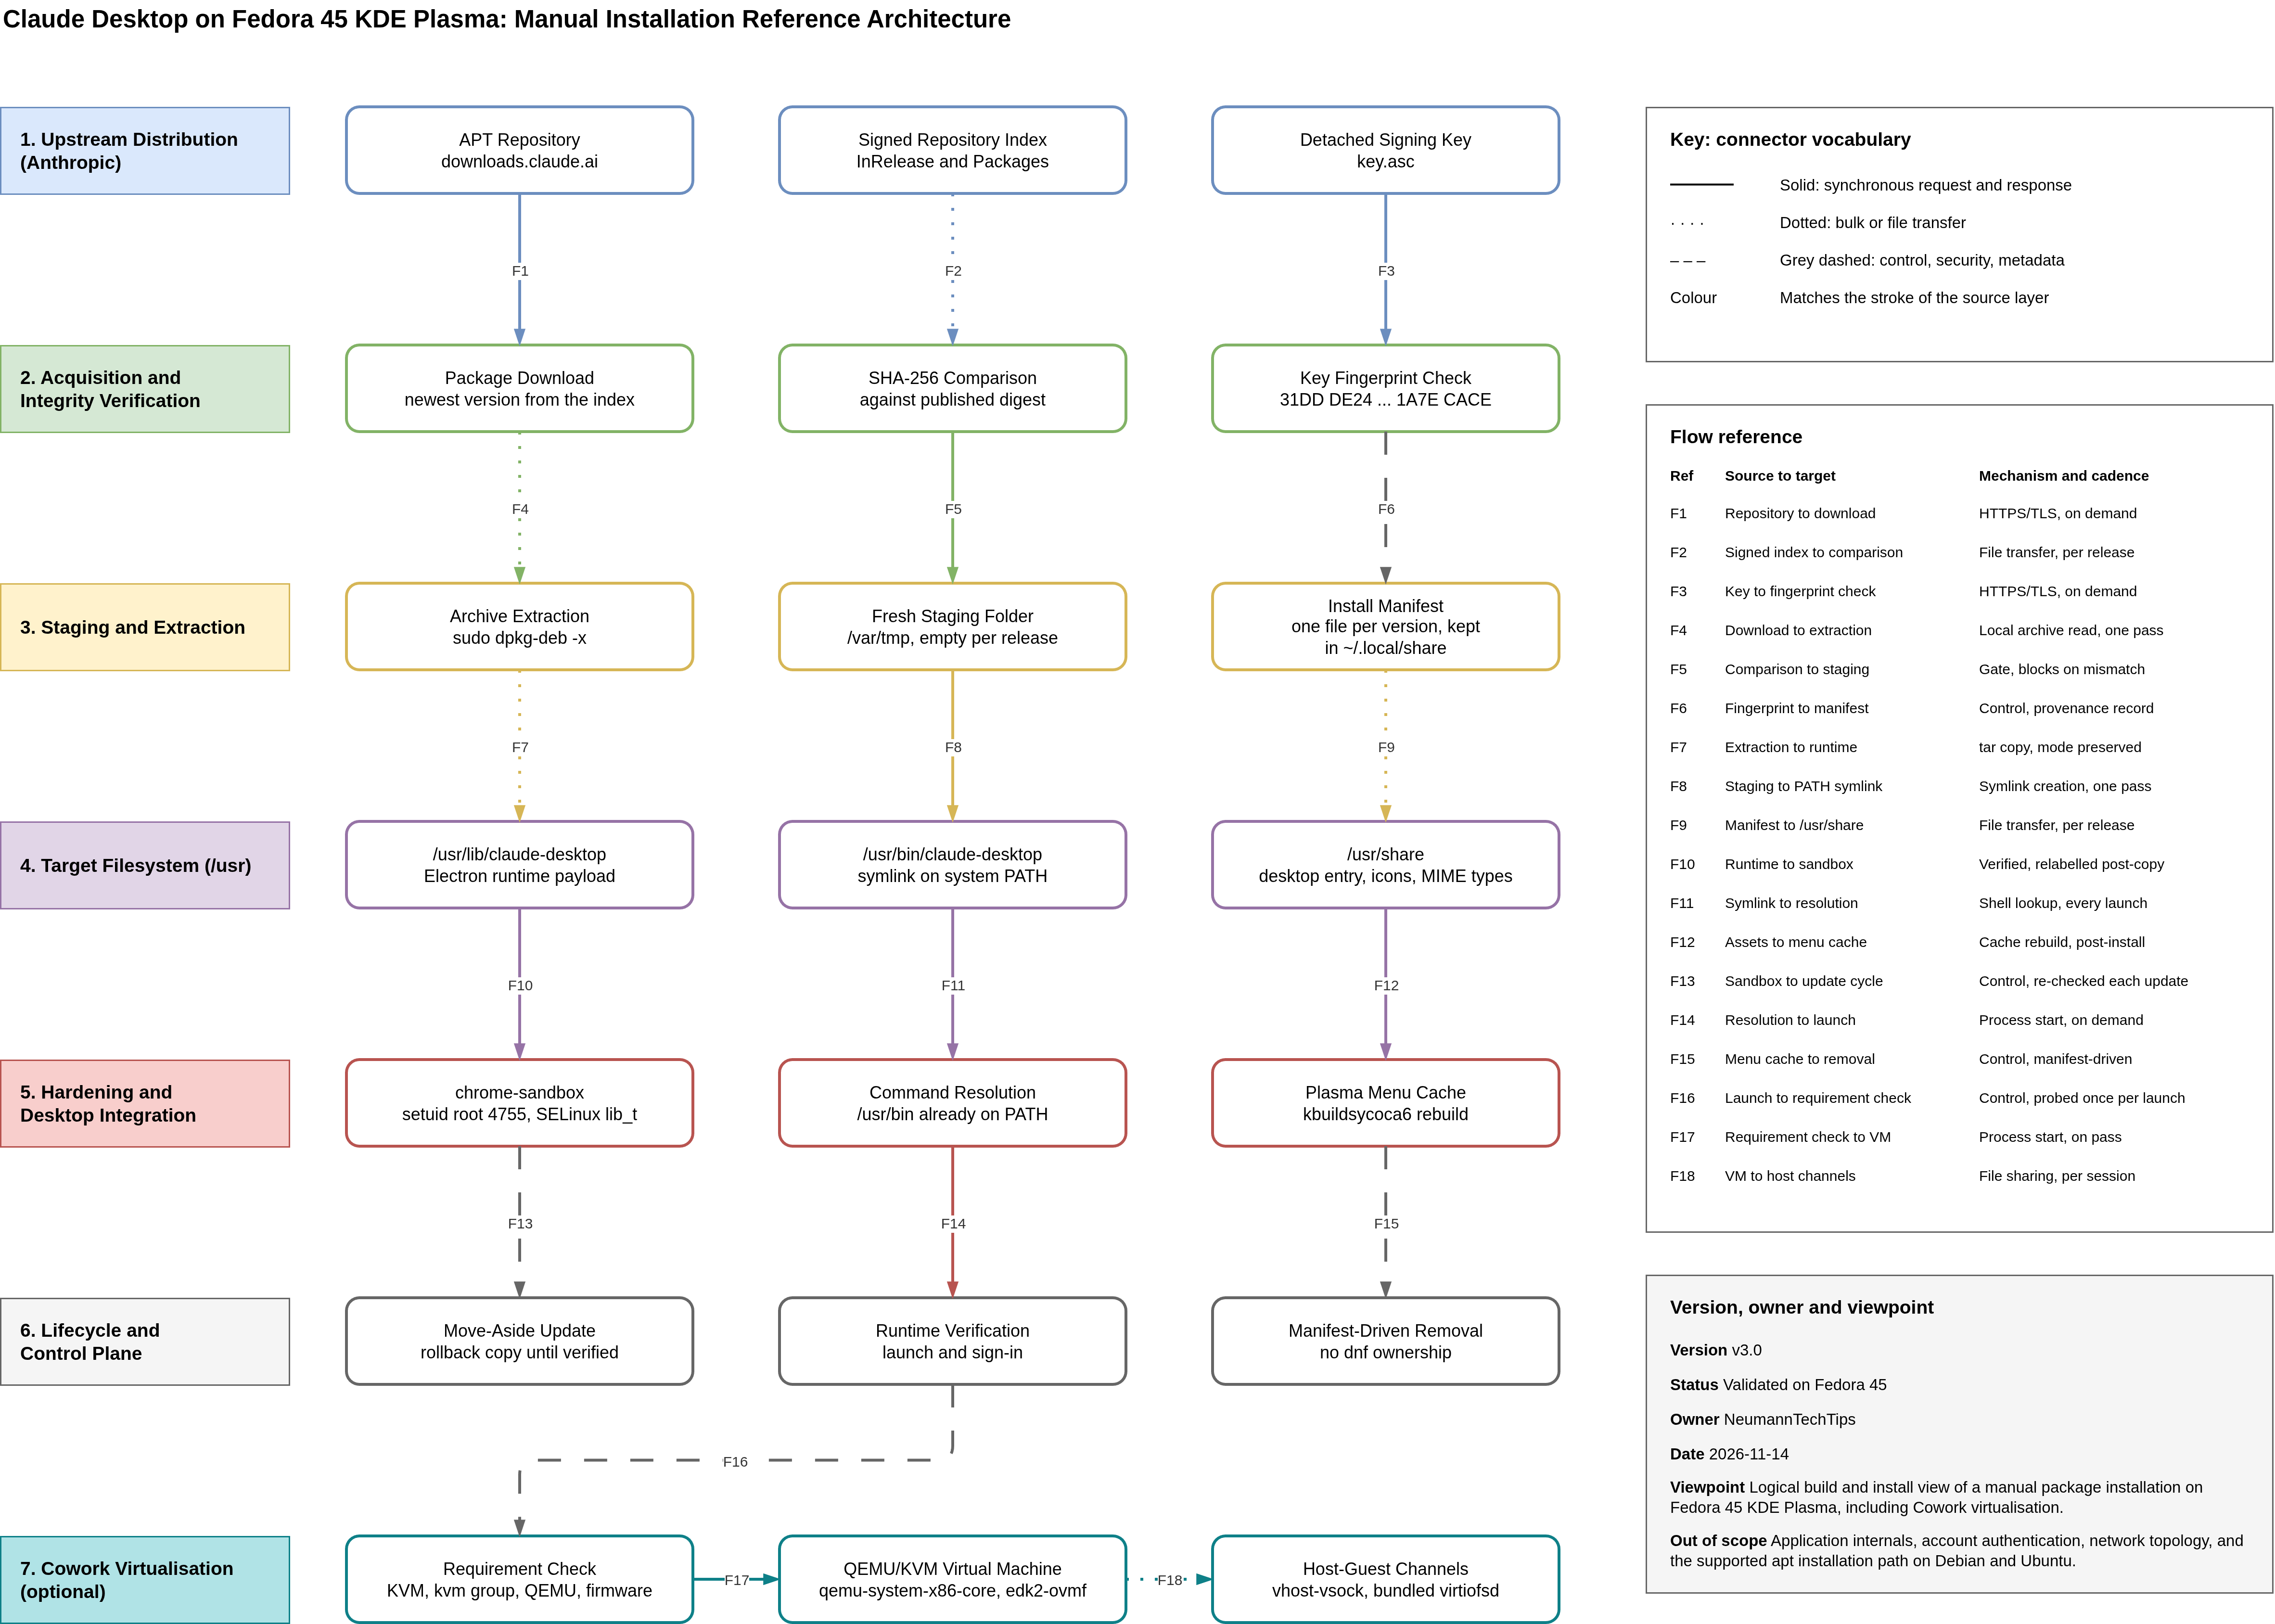 Claude Desktop on Fedora 45 KDE Plasma: Manual Installation Reference Architecture
1. Upstream Distribution
(Anthropic)
APT Repository
downloads.claude.ai
Signed Repository Index
InRelease and Packages
Detached Signing Key
key.asc
F1
F2
F3
2. Acquisition and
Integrity Verification
Package Download
newest version from the index
SHA-256 Comparison
against published digest
Key Fingerprint Check
31DD DE24 ... 1A7E CACE
F4
F5
F6
3. Staging and Extraction
Archive Extraction
sudo dpkg-deb -x
Fresh Staging Folder
/var/tmp, empty per release
Install Manifest
one file per version, kept
in ~/.local/share
F7
F8
F9
4. Target Filesystem (/usr)
/usr/lib/claude-desktop
Electron runtime payload
/usr/bin/claude-desktop
symlink on system PATH
/usr/share
desktop entry, icons, MIME types
F10
F11
F12
5. Hardening and
Desktop Integration
chrome-sandbox
setuid root 4755, SELinux lib_t
Command Resolution
/usr/bin already on PATH
Plasma Menu Cache
kbuildsycoca6 rebuild
F13
F14
F15
6. Lifecycle and
Control Plane
Move-Aside Update
rollback copy until verified
Runtime Verification
launch and sign-in
Manifest-Driven Removal
no dnf ownership
F16
7. Cowork Virtualisation
(optional)
Requirement Check
KVM, kvm group, QEMU, firmware
F17
QEMU/KVM Virtual Machine
qemu-system-x86-core, edk2-ovmf
F18
Host-Guest Channels
vhost-vsock, bundled virtiofsd
Key: connector vocabulary
Solid: synchronous request and response
· · · · Dotted: bulk or file transfer
– – – Grey dashed: control, security, metadata
Colour Matches the stroke of the source layer
Flow reference
Ref Source to target Mechanism and cadence
F1 Repository to download HTTPS/TLS, on demand
F2 Signed index to comparison File transfer, per release
F3 Key to fingerprint check HTTPS/TLS, on demand
F4 Download to extraction Local archive read, one pass
F5 Comparison to staging Gate, blocks on mismatch
F6 Fingerprint to manifest Control, provenance record
F7 Extraction to runtime tar copy, mode preserved
F8 Staging to PATH symlink Symlink creation, one pass
F9 Manifest to /usr/share File transfer, per release
F10 Runtime to sandbox Verified, relabelled post-copy
F11 Symlink to resolution Shell lookup, every launch
F12 Assets to menu cache Cache rebuild, post-install
F13 Sandbox to update cycle Control, re-checked each update
F14 Resolution to launch Process start, on demand
F15 Menu cache to removal Control, manifest-driven
F16 Launch to requirement check Control, probed once per launch
F17 Requirement check to VM Process start, on pass
F18 VM to host channels File sharing, per session
Version, owner and viewpoint
Version v3.0
Status Validated on Fedora 45
Owner NeumannTechTips
Date 2026-11-14
Viewpoint Logical build and install view of a manual package installation on
Fedora 45 KDE Plasma, including Cowork virtualisation.
Out of scope Application internals, account authentication, network topology, and
the supported apt installation path on Debian and Ubuntu.